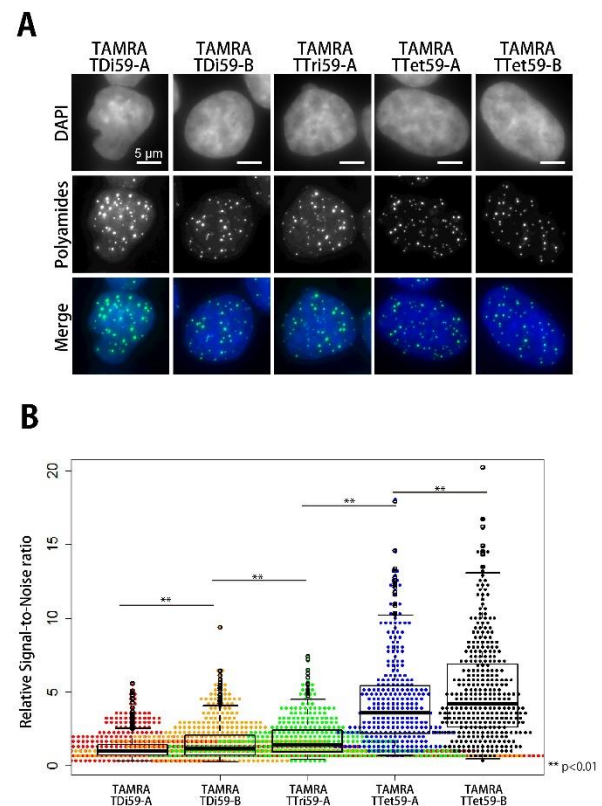 A
TAMRA TAMRA TAMRA TAMRA TAMRA
TDi59-A TDi59-B TTri59-A TTet59-A TTet59-B
DAPI
5 µm
Polyamides
Merge
B
Relative Signal-to-Noise ratio
20
15
10
5
0
**
**
**
**
TAMRA TAMRA TAMRA TAMRA TAMRA
TDi59-A TDi59-B TTri59-A TTet59-A TTet59-B
** p<0.01